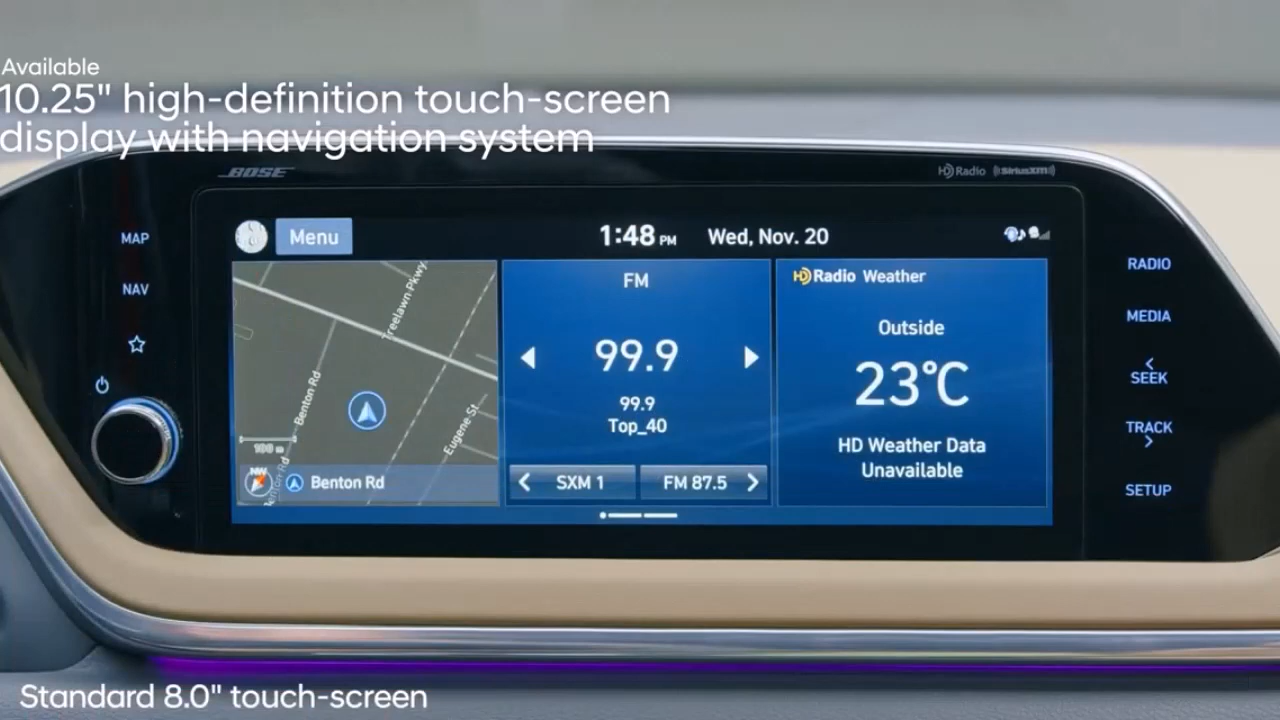 Available
10.25" high-definition touch-screen
display with navigation system
BOSE
HD Radio ((SiriusXM))
MAP
NAV
Menu
1:48 PM Wed, Nov. 20
Treelawn Pkwy.
Benton Rd
Eugene St.
100 m
NW
Benton Rd
Benton Rd
FM
99.9
99.9
Top_40
SXM 1
FM 87.5
HD Radio Weather
Outside
23°C
HD Weather Data
Unavailable
RADIO
MEDIA
<
SEEK
TRACK
>
SETUP
Standard 8.0" touch-screen